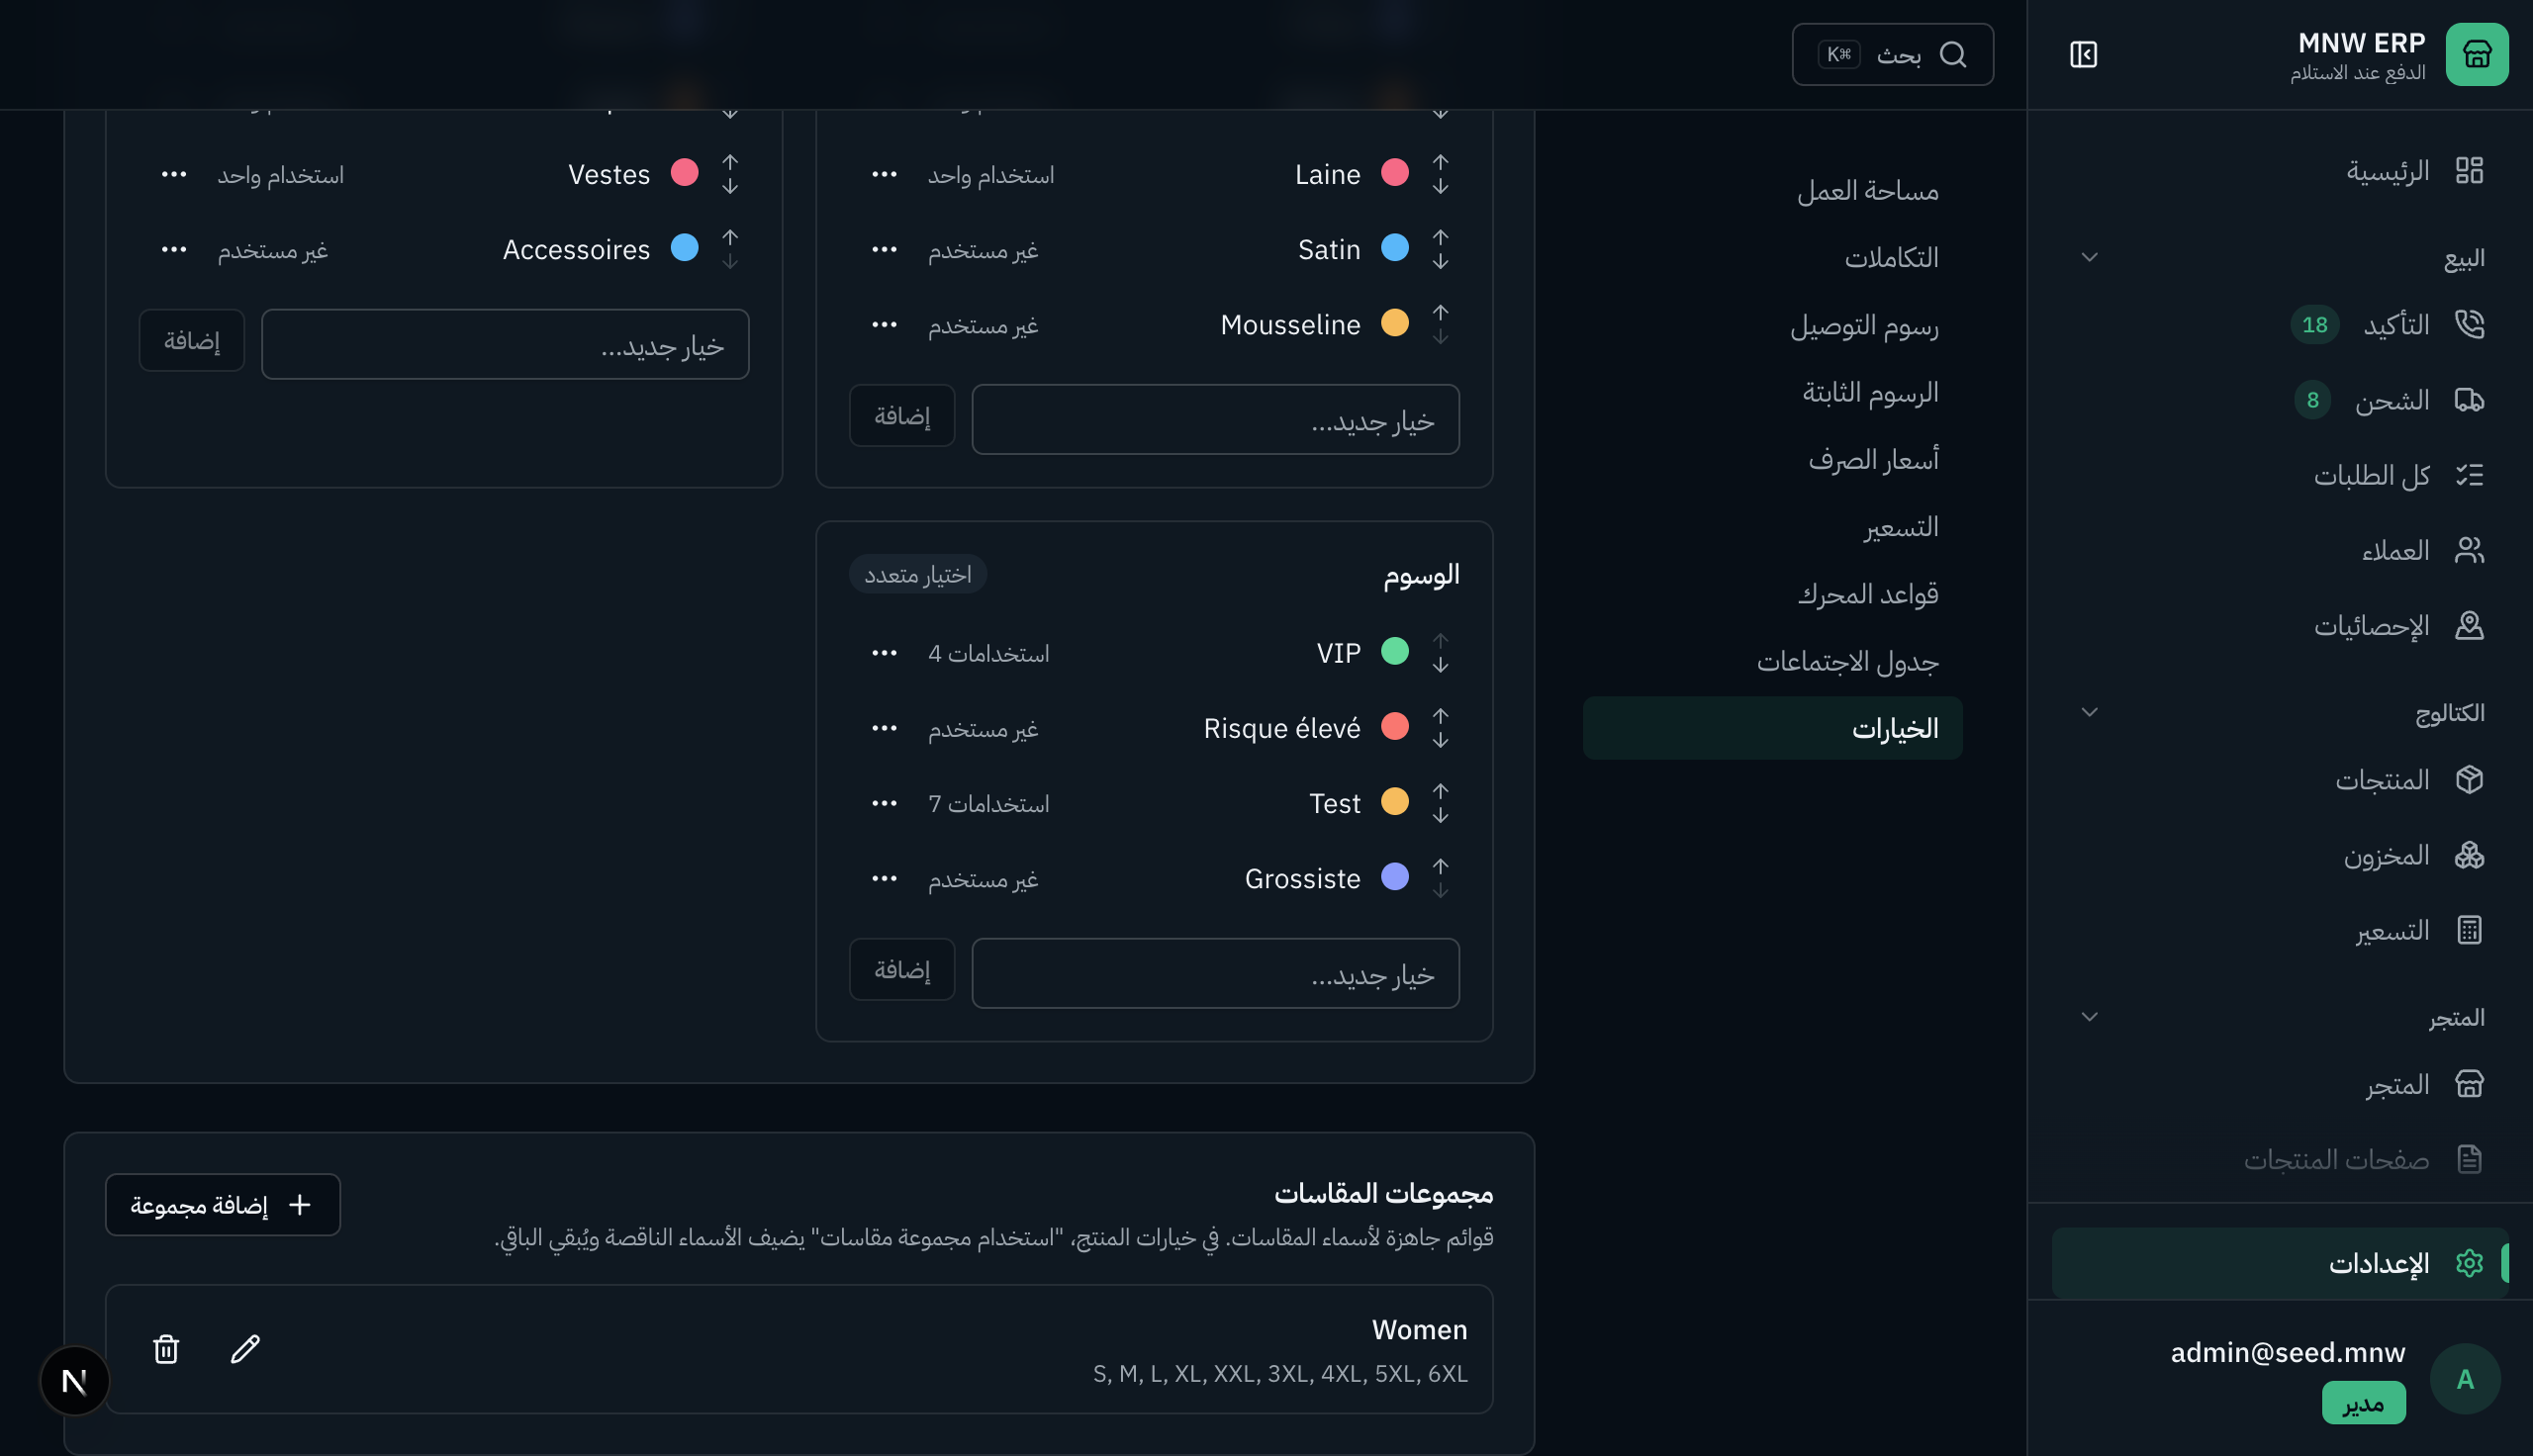 MNW ERP
الدفع عند الاستلام
الرئيسية
البيع
التأكيد 18
الشحن 8
كل الطلبات
العملاء
الإحصائيات
الكتالوج
المنتجات
المخزون
التسعير
المتجر
المتجر
صفحات المنتجات
الإعدادات
admin@seed.mnw
مدير
A
بحث ⌘K
مساحة العمل
التكاملات
رسوم التوصيل
الرسوم الثابتة
أسعار الصرف
التسعير
قواعد المحرك
جدول الاجتماعات
الخيارات
Laine استخدام واحد
Satin غير مستخدم
Mousseline غير مستخدم
خيار جديد... إضافة
Vestes استخدام واحد
Accessoires غير مستخدم
خيار جديد... إضافة
الوسوم اختيار متعدد
VIP 4 استخدامات
Risque élevé غير مستخدم
Test 7 استخدامات
Grossiste غير مستخدم
خيار جديد... إضافة
مجموعات المقاسات
إضافة مجموعة
قوائم جاهزة لأسماء المقاسات. في خيارات المنتج، "استخدام مجموعة مقاسات" يضيف الأسماء الناقصة ويُبقي الباقي.
Women
S, M, L, XL, XXL, 3XL, 4XL, 5XL, 6XL
N